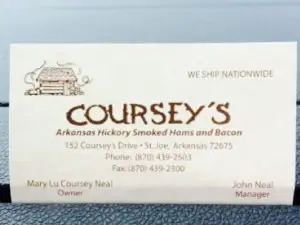 WE SHIP NATIONWIDE
COURSEY'S
Arkansas Hickory Smoked Hams and Bacon
152 Coursey's Drive • St. Joe, Arkansas 72675
Phone: (870) 439-2503
Fax: (870) 439-2300
Mary Lu Coursey Neal
Owner
John Neal
Manager